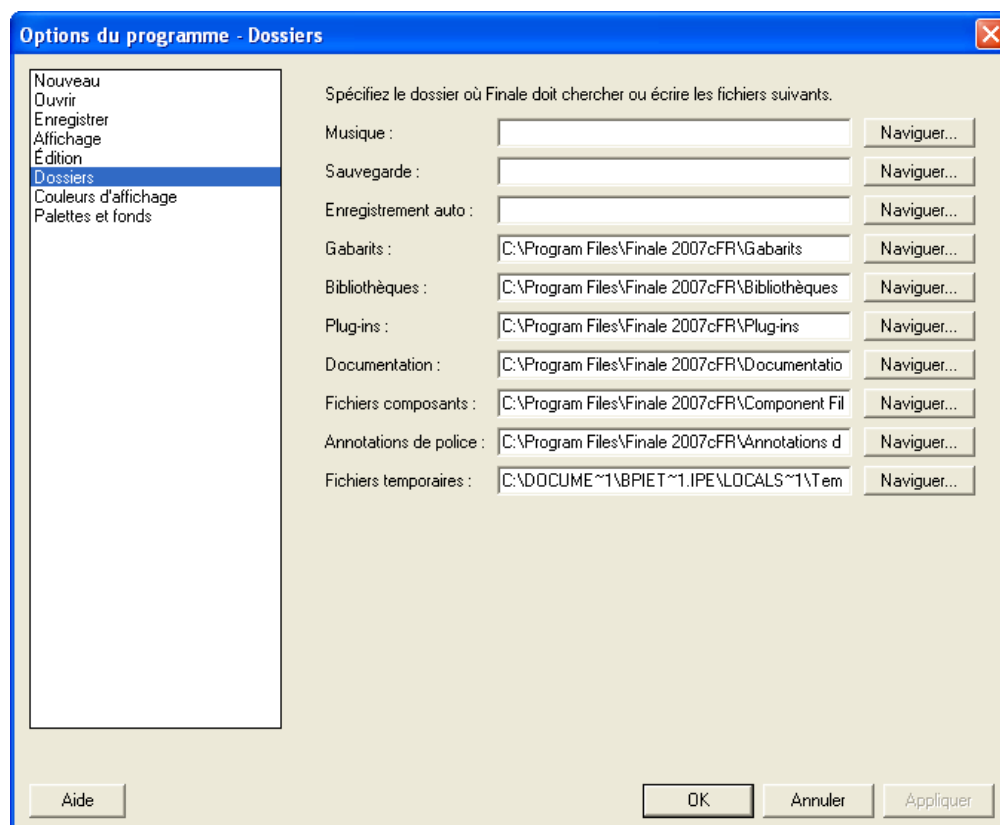 Options du programme - Dossiers
Nouveau
Ouvrir
Enregistrer
Affichage
Édition
Dossiers
Couleurs d'affichage
Palettes et fonds
Spécifiez le dossier où Finale doit chercher ou écrire les fichiers suivants.
Musique : Naviguer...
Sauvegarde : Naviguer...
Enregistrement auto : Naviguer...
Gabarits : C:\Program Files\Finale 2007cFR\Gabarits Naviguer...
Bibliothèques : C:\Program Files\Finale 2007cFR\Bibliothèques Naviguer...
Plug-ins : C:\Program Files\Finale 2007cFR\Plug-ins Naviguer...
Documentation : C:\Program Files\Finale 2007cFR\Documentatio Naviguer...
Fichiers composants : C:\Program Files\Finale 2007cFR\Component Fil Naviguer...
Annotations de police : C:\Program Files\Finale 2007cFR\Annotations d Naviguer...
Fichiers temporaires : C:\DOCUME~1\BPIET~1.IPE\LOCALS~1\Tem Naviguer...
Aide OK Annuler Appliquer